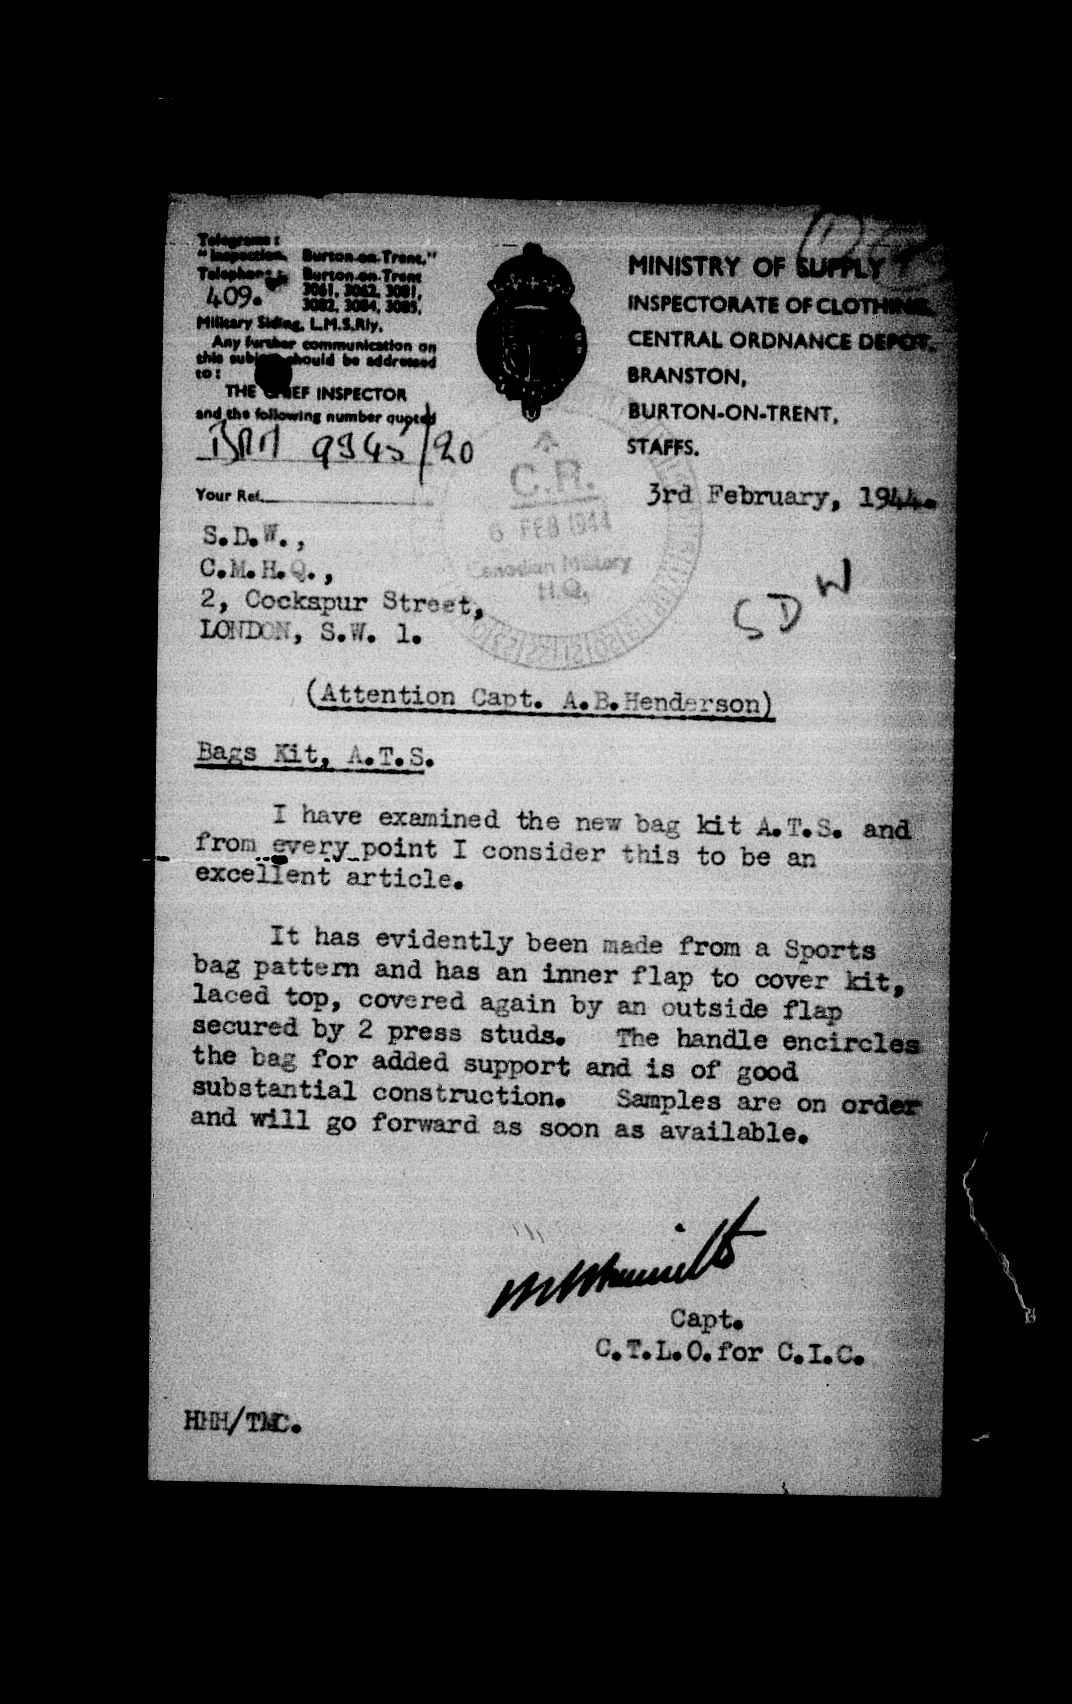 Telegrams:
"Inspection, Burton-on-Trent."
Telephone: Burton-on-Trent
3061, 3062, 3081,
409. 3082, 3084, 3085,
Military Siding, L.M.S.Rly.
Any further communication on
this subject should be addressed
to:
THE CHIEF INSPECTOR
and the following number quoted
9345/20
Your Ref.
MINISTRY OF SUPPLY
INSPECTORATE OF CLOTHING,
CENTRAL ORDNANCE DEPOT,
BRANSTON,
BURTON-ON-TRENT,
STAFFS.
3rd February, 1944.
C.R.
6 FEB 1944
Canadian Military
H.Q.
S.D.W.,
C.M.H.Q.,
2, Cockspur Street,
LONDON, S.W. 1.
SDW
(Attention Capt. A.B.Henderson)
Bags Kit, A.T.S.
I have examined the new bag kit A.T.S. and
from every point I consider this to be an
excellent article.
It has evidently been made from a Sports
bag pattern and has an inner flap to cover kit,
laced top, covered again by an outside flap
secured by 2 press studs. The handle encircles
the bag for added support and is of good
substantial construction. Samples are on order
and will go forward as soon as available.
Capt.
C.T.L.O.for C.I.C.
HHH/TMC.